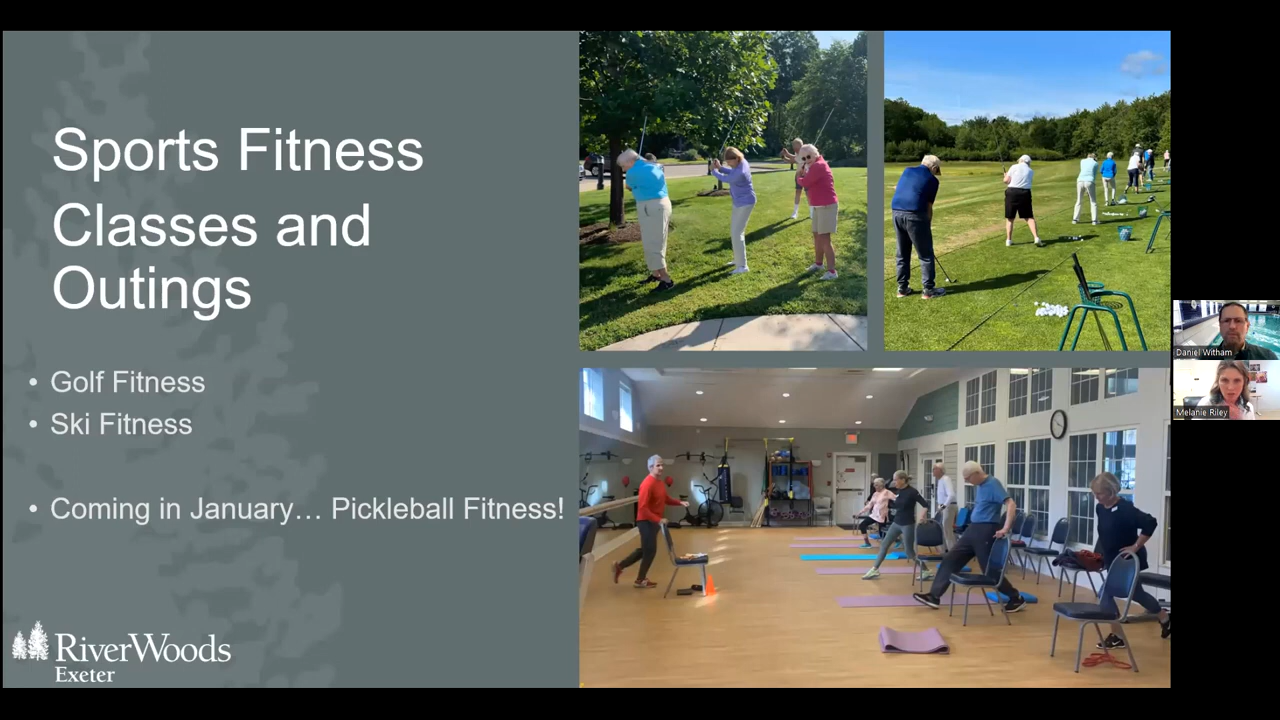 Sports Fitness
Classes and
Outings
• Golf Fitness
• Ski Fitness
• Coming in January… Pickleball Fitness!
RiverWoods
Exeter
Daniel Witham
Melanie Riley